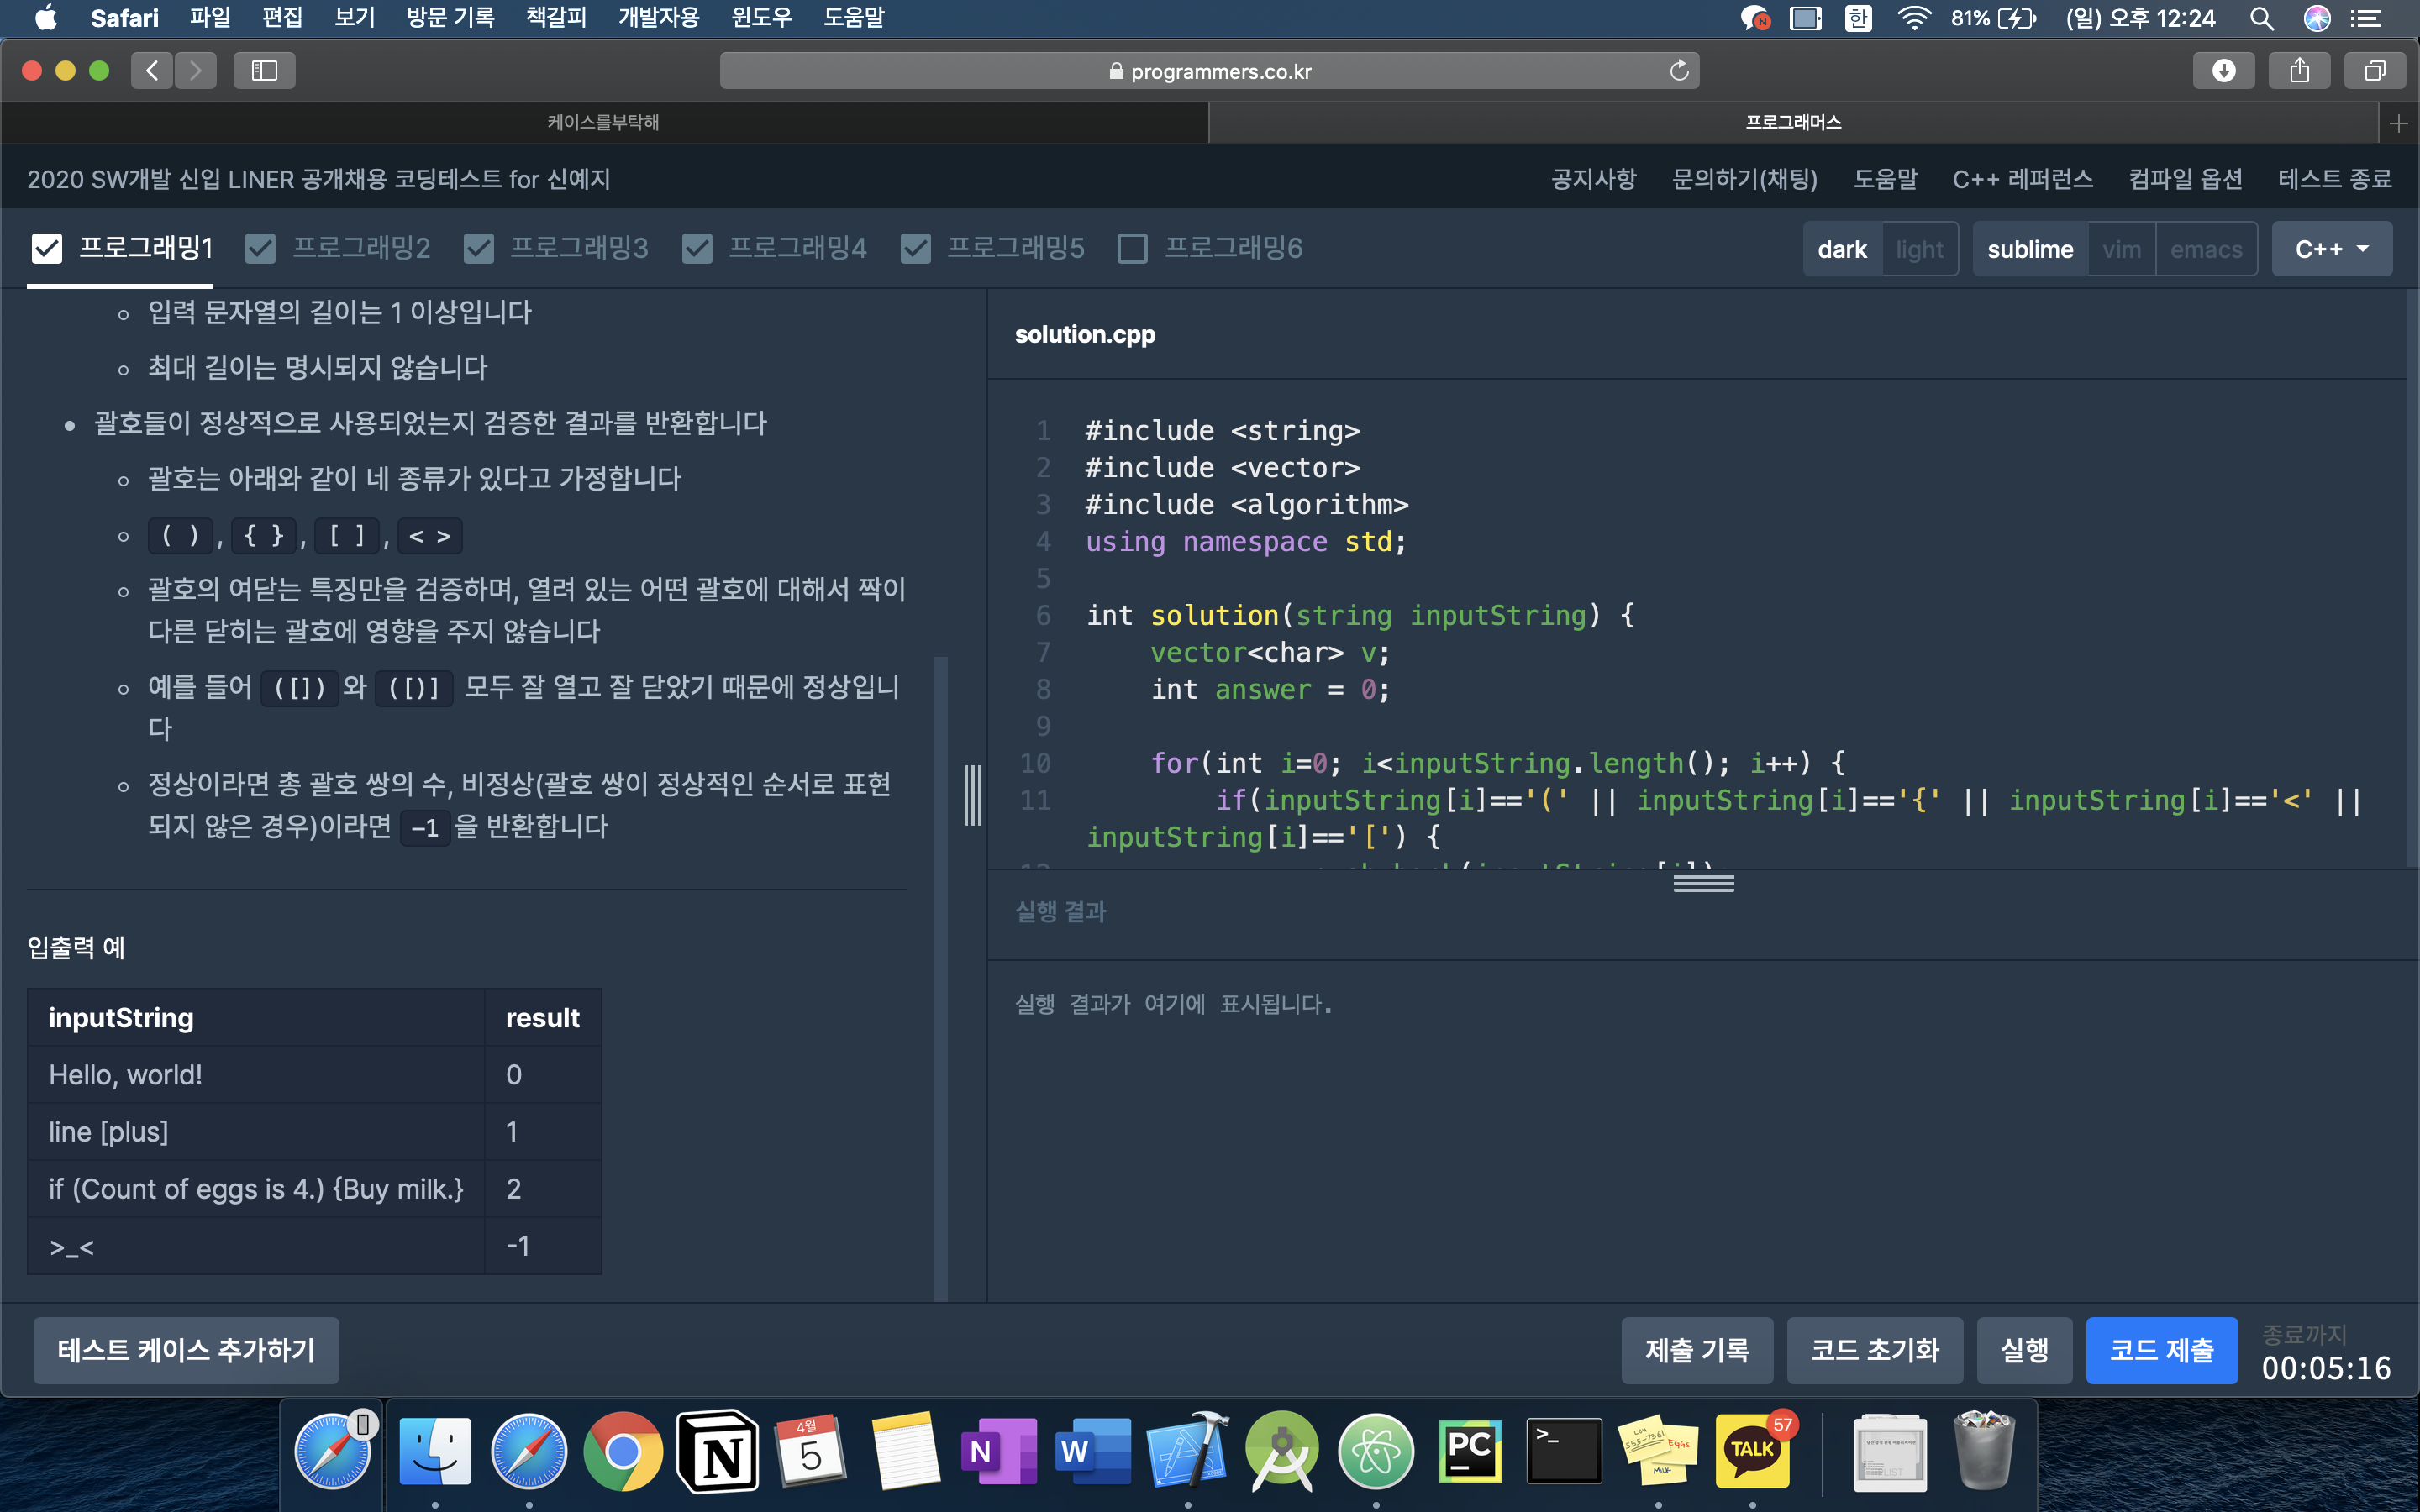 Safari 파일 편집 보기 방문 기록 책갈피 개발자용 윈도우 도움말
한 81% (일) 오후 12:24
programmers.co.kr
케이스를부탁해
프로그래머스
2020 SW개발 신입 LINER 공개채용 코딩테스트 for 신예지
공지사항 문의하기(채팅) 도움말 C++ 레퍼런스 컴파일 옵션 테스트 종료
프로그래밍1 프로그래밍2 프로그래밍3 프로그래밍4 프로그래밍5 프로그래밍6
dark light sublime vim emacs C++
입력 문자열의 길이는 1 이상입니다
최대 길이는 명시되지 않습니다
괄호들이 정상적으로 사용되었는지 검증한 결과를 반환합니다
괄호는 아래와 같이 네 종류가 있다고 가정합니다
( ), { }, [ ], < >
괄호의 여닫는 특징만을 검증하며, 열려 있는 어떤 괄호에 대해서 짝이
다른 닫히는 괄호에 영향을 주지 않습니다
예를 들어 ([])와 ([)] 모두 잘 열고 잘 닫았기 때문에 정상입니
다
정상이라면 총 괄호 쌍의 수, 비정상(괄호 쌍이 정상적인 순서로 표현
되지 않은 경우)이라면 -1을 반환합니다
입출력 예
inputString result
Hello, world! 0
line [plus] 1
if (Count of eggs is 4.) {Buy milk.} 2
>_< -1
solution.cpp
1 #include <string>
2 #include <vector>
3 #include <algorithm>
4 using namespace std;
5
6 int solution(string inputString) {
7 vector<char> v;
8 int answer = 0;
9
10 for(int i=0; i<inputString.length(); i++) {
11 if(inputString[i]=='(' || inputString[i]=='{' || inputString[i]=='<' ||
inputString[i]=='[') {
실행 결과
실행 결과가 여기에 표시됩니다.
테스트 케이스 추가하기
제출 기록 코드 초기화 실행 코드 제출
종료까지
00:05:16
N
4월
5
N
W
PC
>_
EGGS
MILK
TALK
57